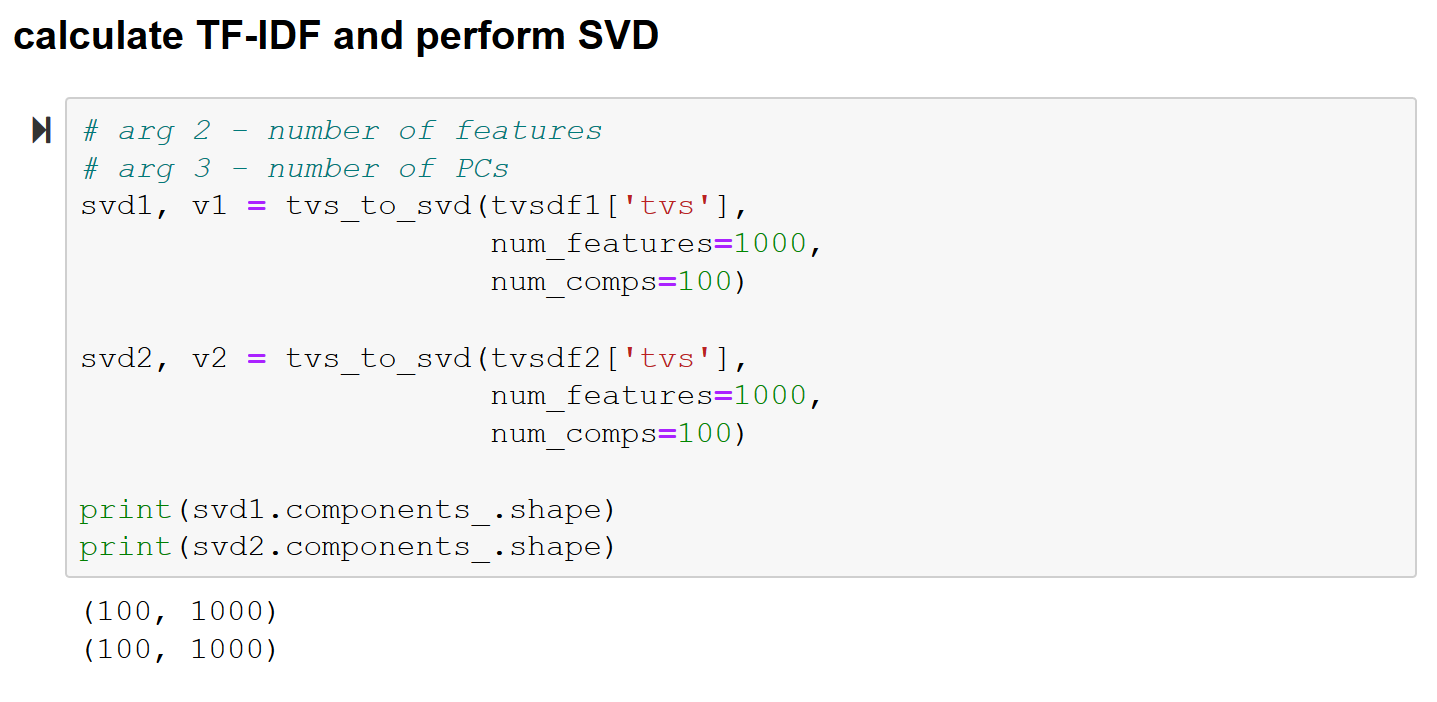 calculate TF-IDF and perform SVD
# arg 2 - number of features
# arg 3 - number of PCs
svd1, v1 = tvs_to_svd(tvsdf1['tvs'],
                      num_features=1000,
                      num_comps=100)
svd2, v2 = tvs_to_svd(tvsdf2['tvs'],
                      num_features=1000,
                      num_comps=100)
print(svd1.components_.shape)
print(svd2.components_.shape)
(100, 1000)
(100, 1000)